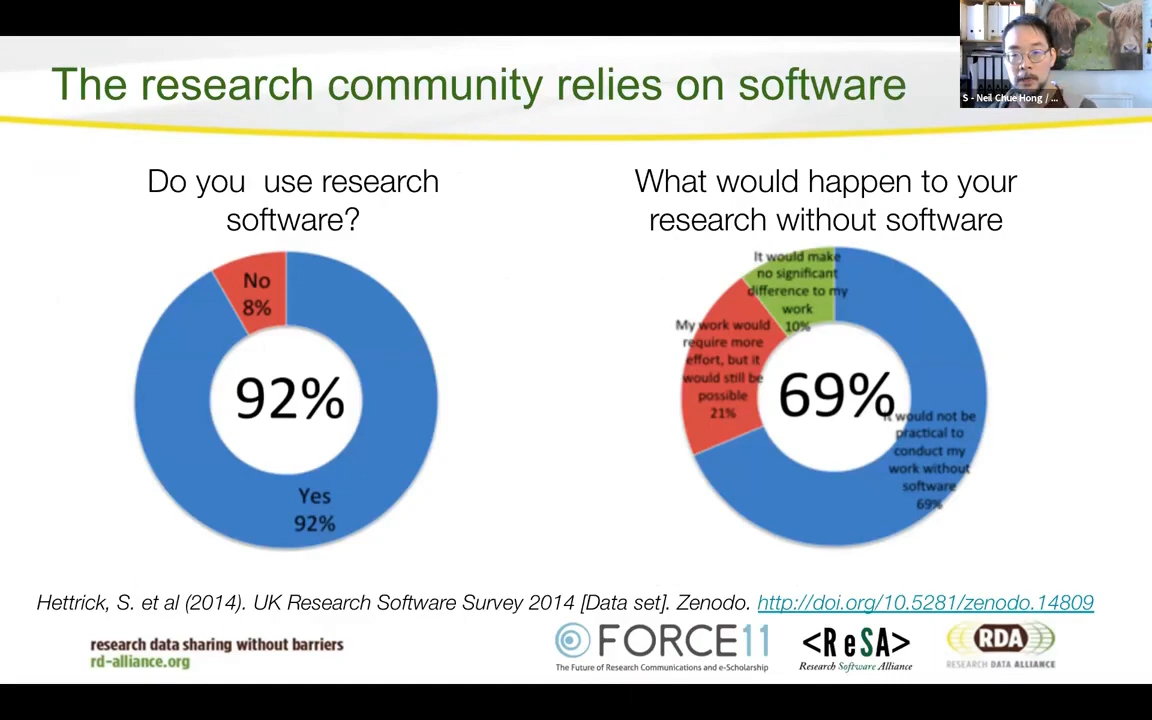 The research community relies on software
S - Neil Chue Hong / ...
Do you  use research
software?
No
8%
92%
Yes
92%
What would happen to your
research without software
It would make
no significant
difference to my
work
10%
My work would
require more
effort, but it
would still be
possible
21%
69%
It would not be
practical to
conduct my
work without
software
69%
Hettrick, S. et al (2014). UK Research Software Survey 2014 [Data set]. Zenodo. http://doi.org/10.5281/zenodo.14809
research data sharing without barriers
rd-alliance.org
FORCE11
The Future of Research Communications and e-Scholarship
<ReSA>
Research Software Alliance
RDA
RESEARCH DATA ALLIANCE